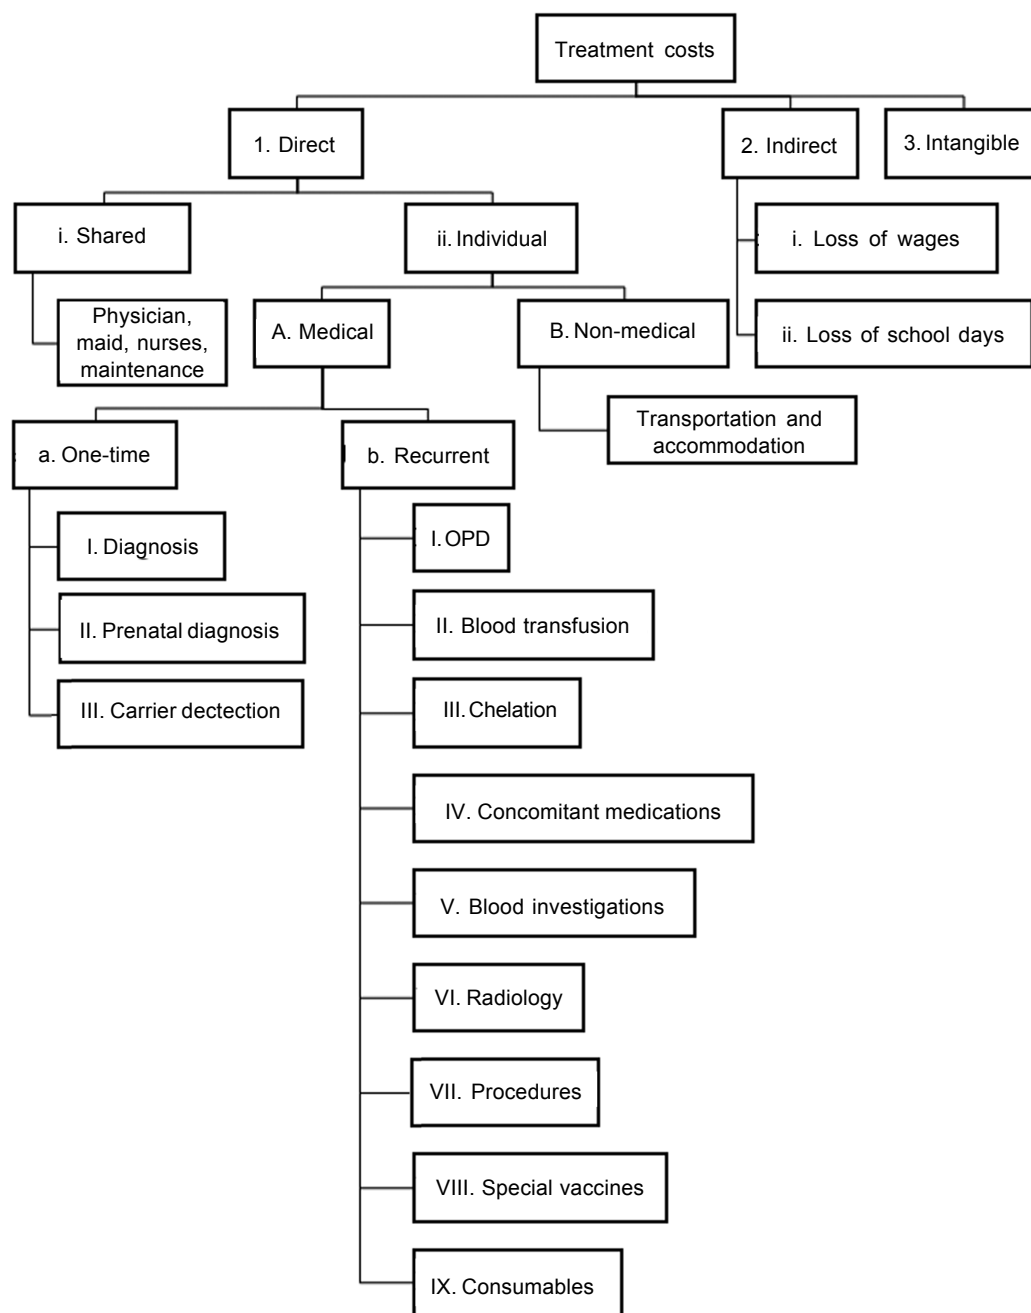 Treatment costs
1. Direct
2. Indirect
3. Intangible
i. Shared
ii. Individual
i. Loss of wages
Physician,
maid, nurses,
maintenance
A. Medical
B. Non-medical
ii. Loss of school days
a. One-time
b. Recurrent
Transportation and
accommodation
I. Diagnosis
II. Prenatal diagnosis
III. Carrier dectection
I. OPD
II. Blood transfusion
III. Chelation
IV. Concomitant medications
V. Blood investigations
VI. Radiology
VII. Procedures
VIII. Special vaccines
IX. Consumables